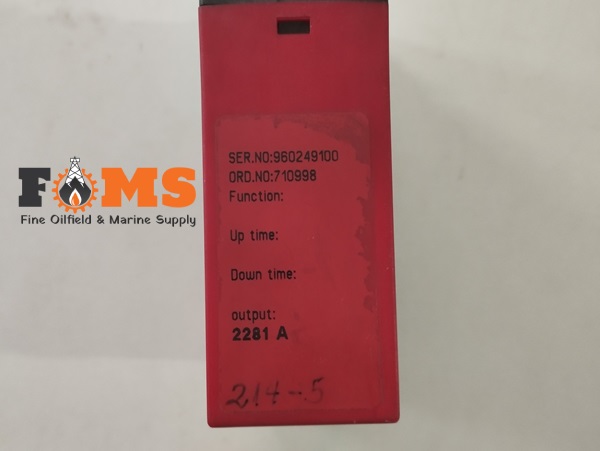 SER.NO:960249100
ORD.NO:710998
Function:
FOMS
Fine Oilfield & Marine Supply
Up time:
Down time:
output:
2281 A
214-5